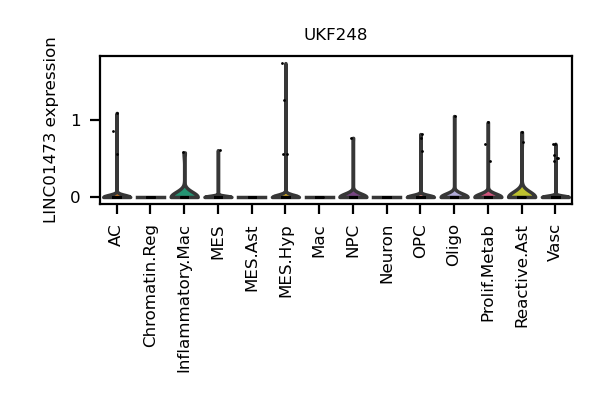 UKF248
LINC01473 expression
1
0
AC
Chromatin.Reg
Inflammatory.Mac
MES
MES.Ast
MES.Hyp
Mac
NPC
Neuron
OPC
Oligo
Prolif.Metab
Reactive.Ast
Vasc